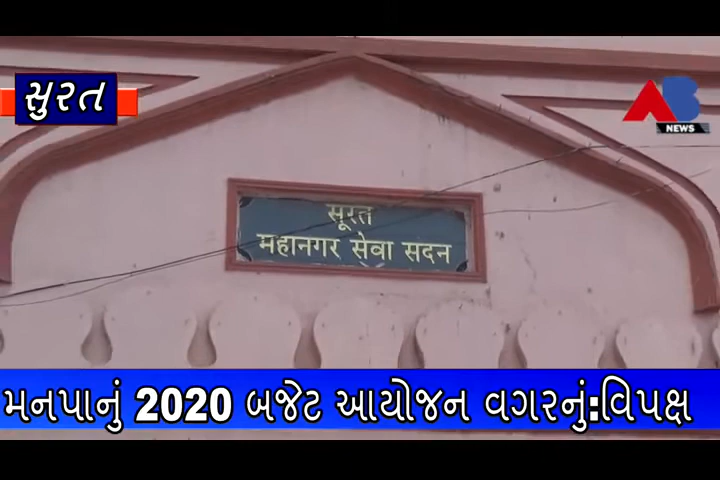 સુરત
AB
NEWS
सूरत
महानगर सेवा सदन
મનપાનું 2020 બજેટ આયોજન વગરનું:વિપક્ષ